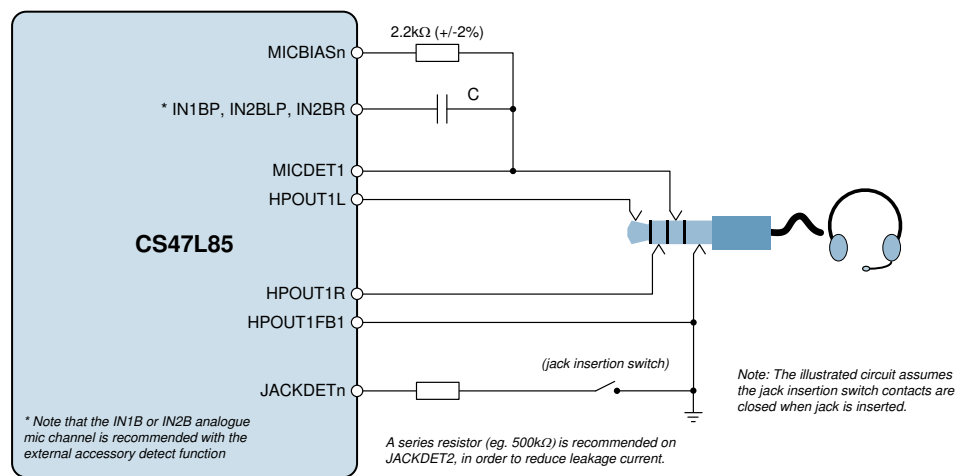 2.2kΩ (+/-2%)
MICBIASn
C
* IN1BP, IN2BLP, IN2BR
MICDET1
HPOUT1L
CS47L85
HPOUT1R
HPOUT1FB1
(jack insertion switch)
JACKDETn
Note: The illustrated circuit assumes
the jack insertion switch contacts are
closed when jack is inserted.
* Note that the IN1B or IN2B analogue
mic channel is recommended with the
external accessory detect function
A series resistor (eg. 500kΩ) is recommended on
JACKDET2, in order to reduce leakage current.